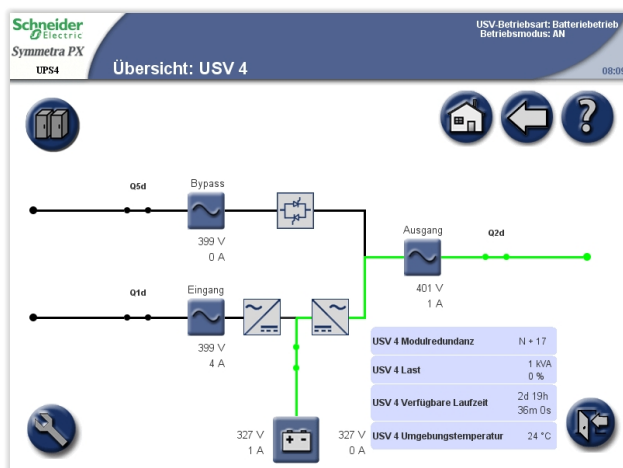 Schneider
Electric
Symmetra PX
UPS4
USV-Betriebsart: Batteriebetrieb
Betriebsmodus: AN
Übersicht: USV 4
08:09
Q5d
Bypass
399 V
0 A
Ausgang
Q2d
401 V
1 A
Q1d
Eingang
399 V
4 A
USV 4 Modulredundanz N + 17
USV 4 Last 1 kVA
0 %
USV 4 Verfügbare Laufzeit 2d 19h
36m 0s
USV 4 Umgebungstemperatur 24 °C
327 V
1 A
327 V
0 A